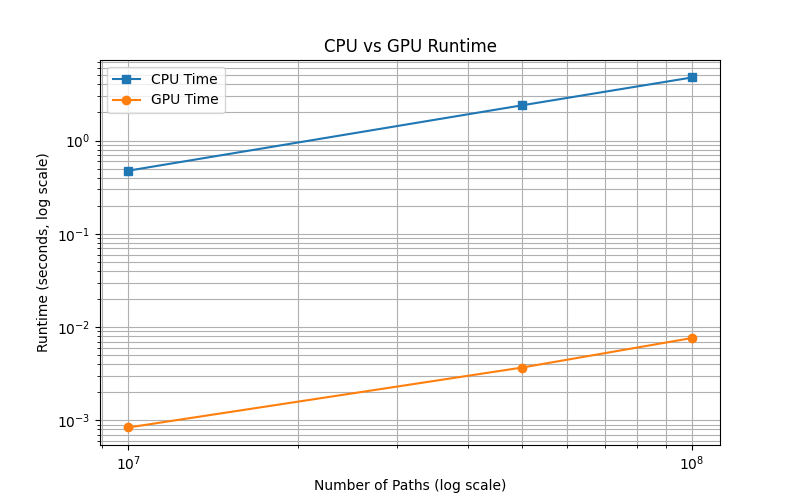 CPU vs GPU Runtime
CPU Time
GPU Time
Runtime (seconds, log scale)
10⁰
10⁻¹
10⁻²
10⁻³
10⁷
10⁸
Number of Paths (log scale)